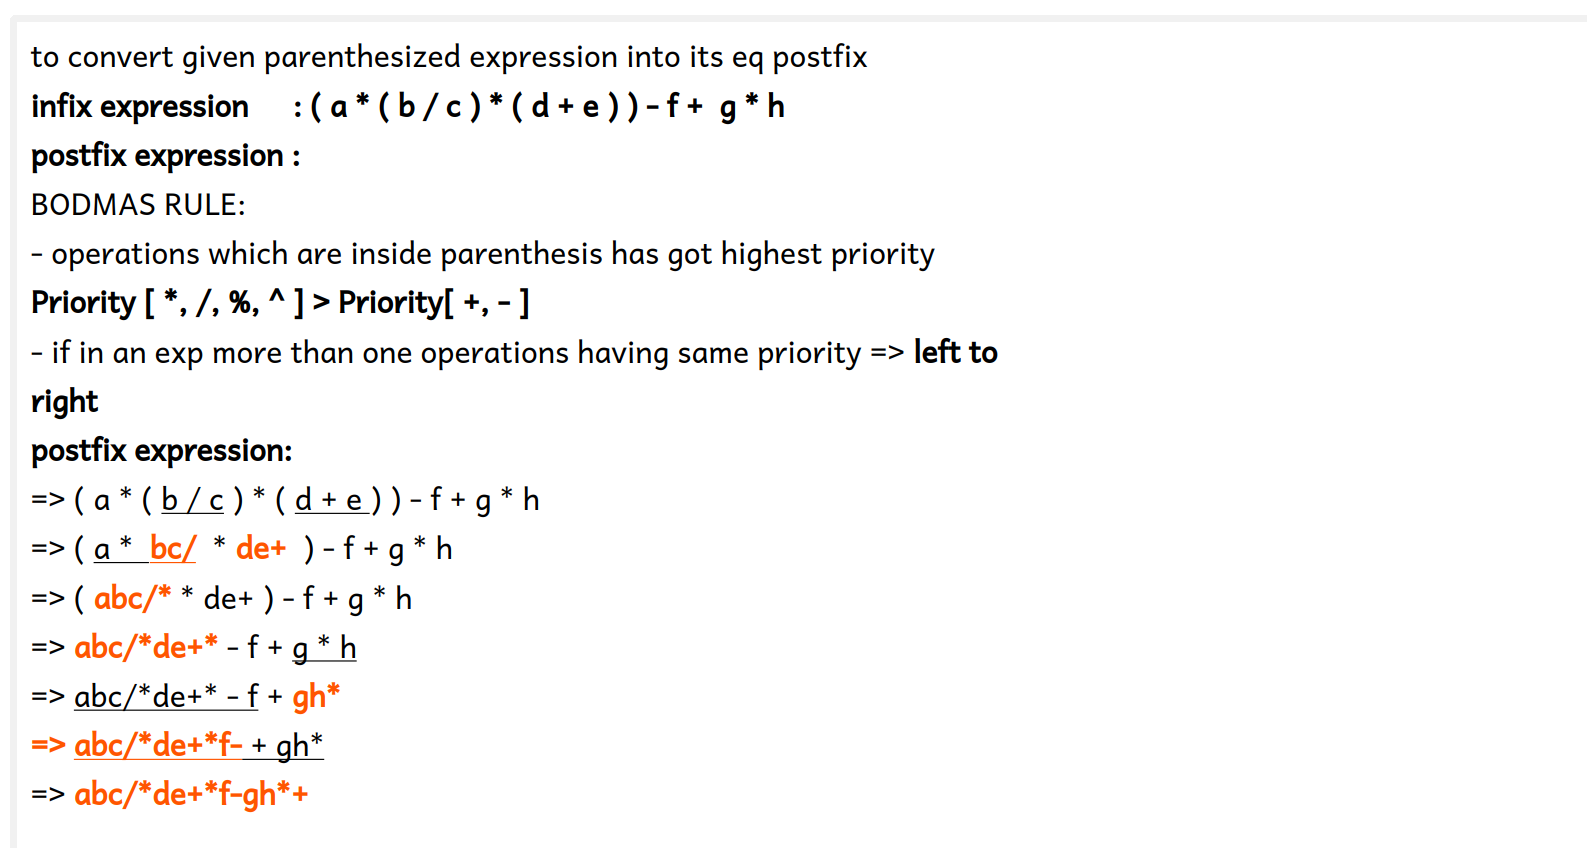 to convert given parenthesized expression into its eq postfix
infix expression : ( a * ( b / c ) * ( d + e ) ) - f + g * h
postfix expression :
BODMAS RULE:
- operations which are inside parenthesis has got highest priority
Priority [ *, /, %, ^ ] > Priority[ +, - ]
- if in an exp more than one operations having same priority => left to
right
postfix expression:
=> ( a * ( b / c ) * ( d + e ) ) - f + g * h
=> ( a * bc/ * de+ ) - f + g * h
=> ( abc/* * de+ ) - f + g * h
=> abc/*de+* - f + g * h
=> abc/*de+* - f + gh*
=> abc/*de+*f- + gh*
=> abc/*de+*f-gh*+